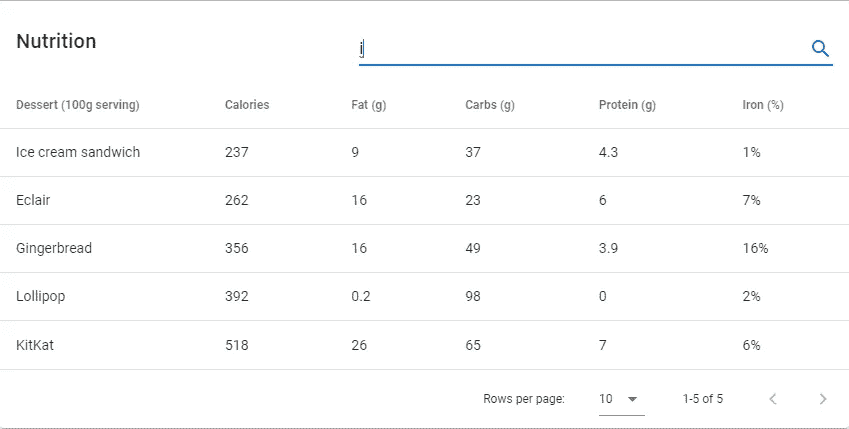 Nutrition
i
Dessert (100g serving) Calories Fat (g) Carbs (g) Protein (g) Iron (%)
Ice cream sandwich 237 9 37 4.3 1%
Eclair 262 16 23 6 7%
Gingerbread 356 16 49 3.9 16%
Lollipop 392 0.2 98 0 2%
KitKat 518 26 65 7 6%
Rows per page: 10 1-5 of 5